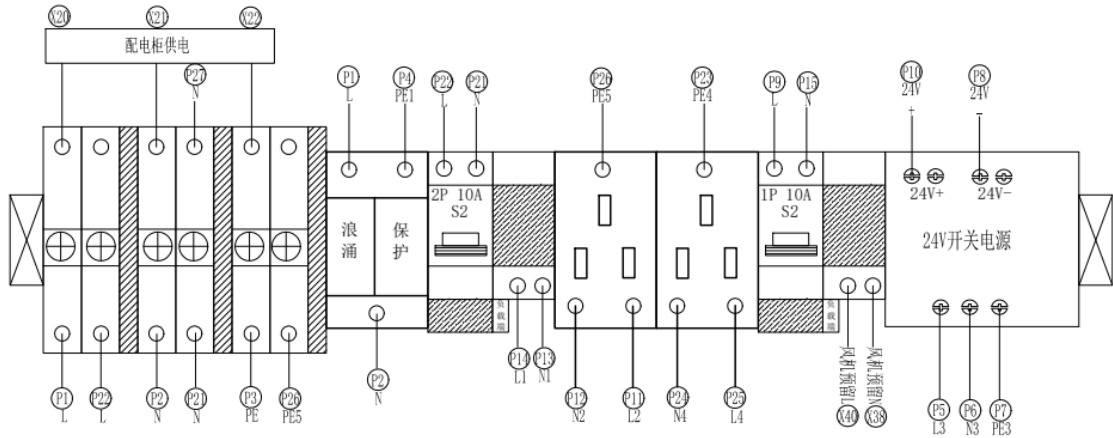 X20
X21
X22
配电柜供电
P27
N
P1
L
P4
PE1
P22
L
P21
N
P26
PE5
P23
PE4
P9
L
P15
N
P10
24V
+
P8
24V
-
2P 10A
S2
1P 10A
S2
24V+
24V-
浪涌
保护
24V开关电源
负载端
负载端
P14
L1
P13
N1
P2
N
P12
N2
P11
L2
P24
N4
P25
L4
风机预留L
X40
风机预留N
X38
P5
L3
P6
N3
P7
PE3
P1
L
P22
L
P2
N
P21
N
P3
PE
P26
PE5